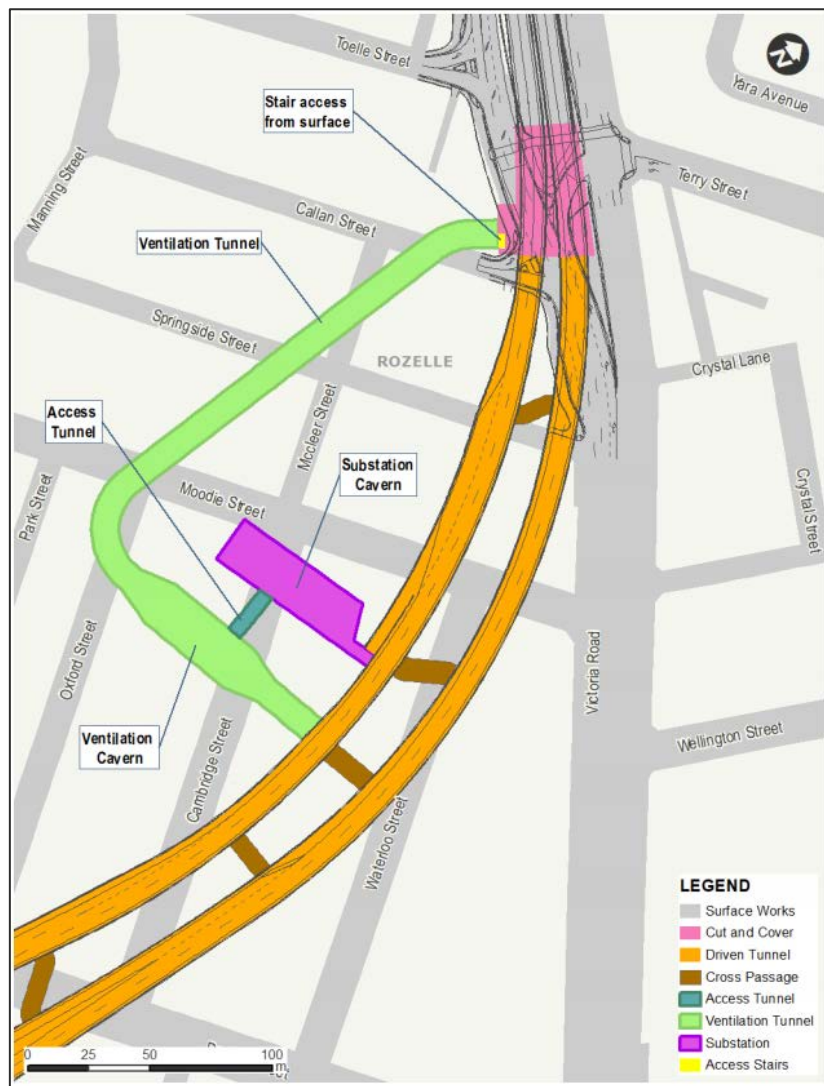 Toelle Street
N
Yara Avenue
Stair access
from surface
Terry Street
Manning Street
Callan Street
Ventilation Tunnel
Springside Street
ROZELLE
Crystal Lane
Mccleer Street
Access
Tunnel
Substation
Cavern
Moodie Street
Park Street
Crystal Street
Oxford Street
Victoria Road
Ventilation
Cavern
Cambridge Street
Wellington Street
Waterloo Street
LEGEND
Surface Works
Cut and Cover
Driven Tunnel
Cross Passage
Access Tunnel
Ventilation Tunnel
Substation
Access Stairs
0 25 50 100
m